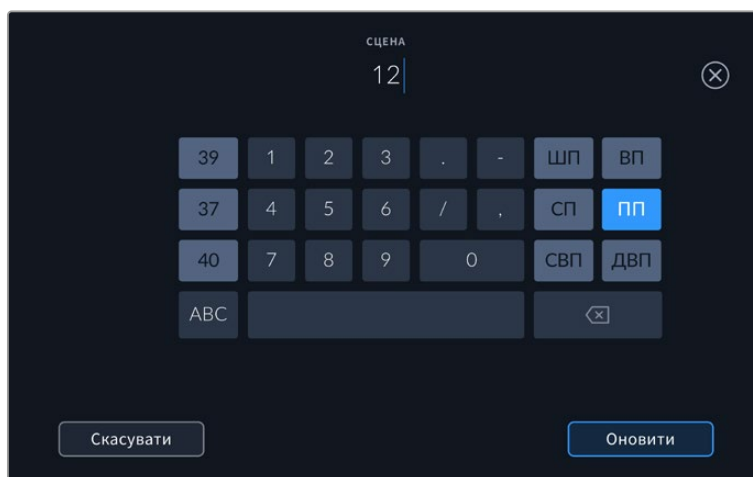 СЦЕНА
12
39 1 2 3 . - ШП ВП
37 4 5 6 / , СП ПП
40 7 8 9 0 СВП ДВП
ABC
Скасувати Оновити